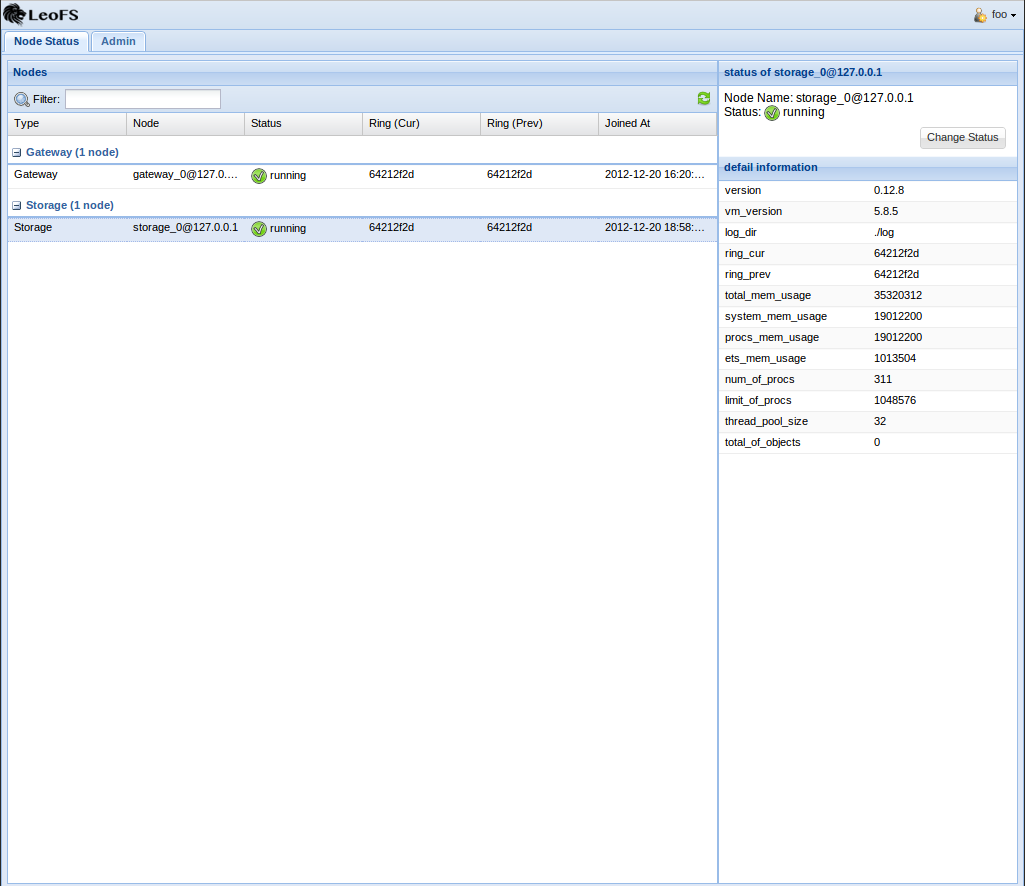 LeoFS
foo
Node Status Admin
Nodes
Filter:
Type Node Status Ring (Cur) Ring (Prev) Joined At
Gateway (1 node)
Gateway gateway_0@127.0.... running 64212f2d 64212f2d 2012-12-20 16:20:...
Storage (1 node)
Storage storage_0@127.0.0.1 running 64212f2d 64212f2d 2012-12-20 18:58:...
status of storage_0@127.0.0.1
Node Name: storage_0@127.0.0.1
Status: running
Change Status
defail information
version 0.12.8
vm_version 5.8.5
log_dir ./log
ring_cur 64212f2d
ring_prev 64212f2d
total_mem_usage 35320312
system_mem_usage 19012200
procs_mem_usage 19012200
ets_mem_usage 1013504
num_of_procs 311
limit_of_procs 1048576
thread_pool_size 32
total_of_objects 0